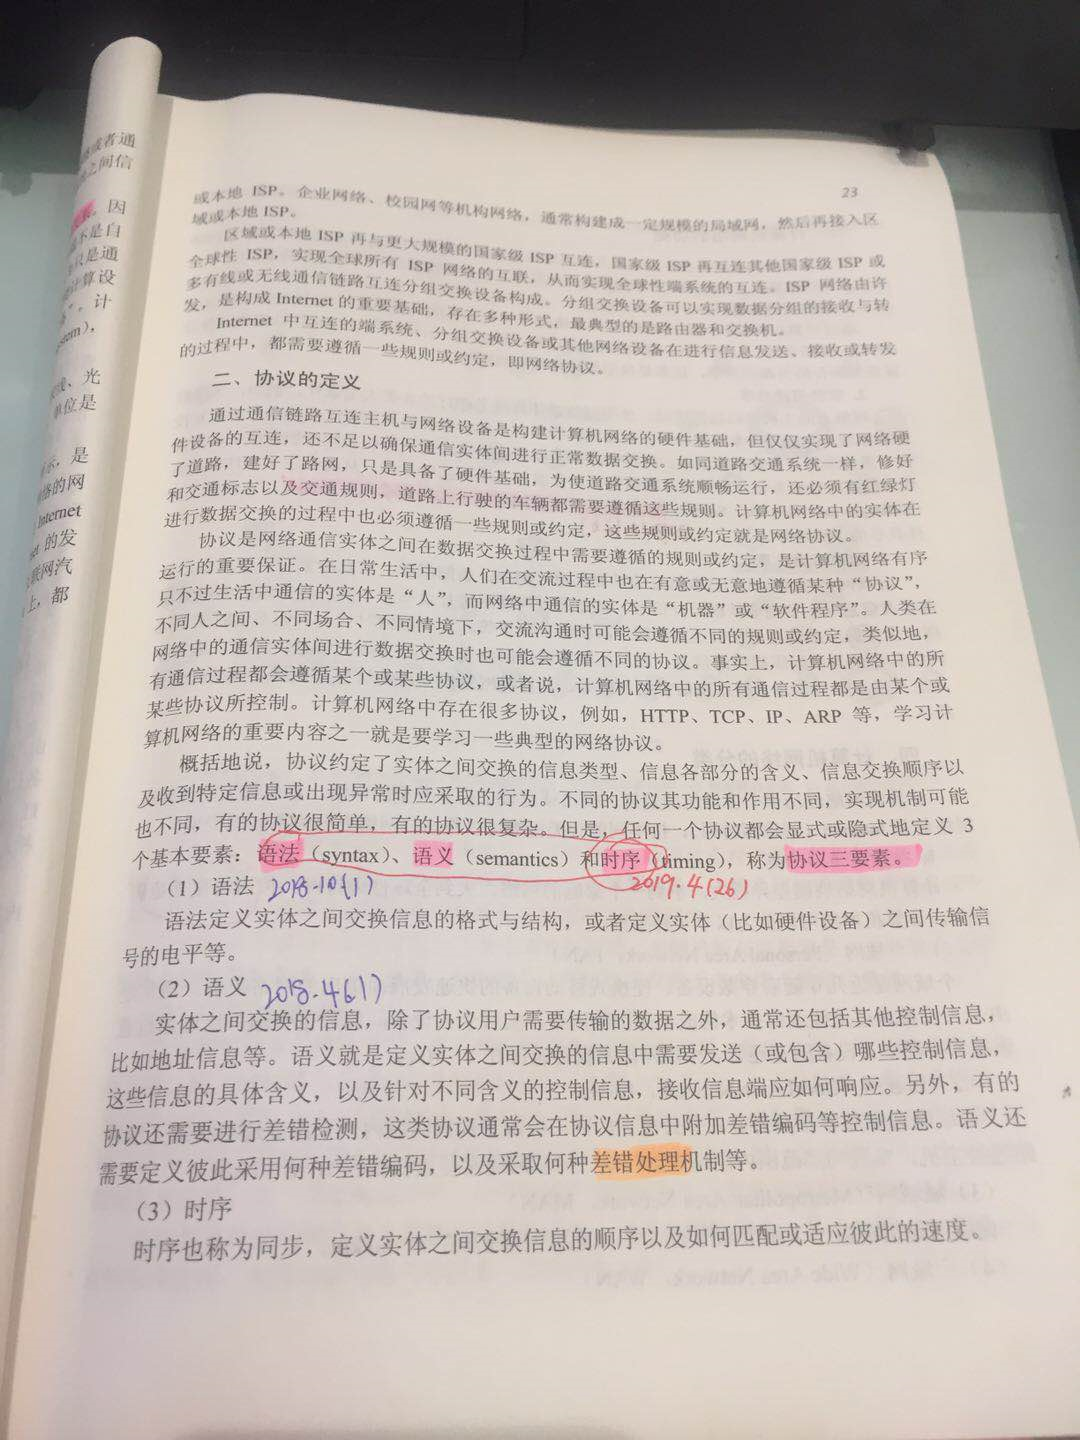 23
或本地 ISP。企业网络、校园网等机构网络，通常构建成一定规模的局域网，然后再接入区
域或本地 ISP。
区域或本地 ISP 再与更大规模的国家级 ISP 互连，国家级 ISP 再互连其他国家级 ISP 或
全球性 ISP，实现全球所有 ISP 网络的互联，从而实现全球性端系统的互连。ISP 网络由许
多有线或无线通信链路互连分组交换设备构成。分组交换设备可以实现数据分组的接收与转
发，是构成 Internet 的重要基础，存在多种形式，最典型的是路由器和交换机。
Internet 中互连的端系统、分组交换设备或其他网络设备在进行信息发送、接收或转发
的过程中，都需要遵循一些规则或约定，即网络协议。
二、协议的定义
通过通信链路互连主机与网络设备是构建计算机网络的硬件基础，但仅仅实现了网络硬
件设备的互连，还不足以确保通信实体间进行正常数据交换。如同道路交通系统一样，修好
了道路，建好了路网，只是具备了硬件基础，为使道路交通系统顺畅运行，还必须有红绿灯
和交通标志以及交通规则，道路上行驶的车辆都需要遵循这些规则。计算机网络中的实体在
进行数据交换的过程中也必须遵循一些规则或约定，这些规则或约定就是网络协议。
协议是网络通信实体之间在数据交换过程中需要遵循的规则或约定，是计算机网络有序
运行的重要保证。在日常生活中，人们在交流过程中也在有意或无意地遵循某种“协议”，
只不过生活中通信的实体是“人”，而网络中通信的实体是“机器”或“软件程序”。人类在
不同人之间、不同场合、不同情境下，交流沟通时可能会遵循不同的规则或约定，类似地，
网络中的通信实体间进行数据交换时也可能会遵循不同的协议。事实上，计算机网络中的所
有通信过程都会遵循某个或某些协议，或者说，计算机网络中的所有通信过程都是由某个或
某些协议所控制。计算机网络中存在很多协议，例如，HTTP、TCP、IP、ARP 等，学习计
算机网络的重要内容之一就是要学习一些典型的网络协议。
概括地说，协议约定了实体之间交换的信息类型、信息各部分的含义、信息交换顺序以
及收到特定信息或出现异常时应采取的行为。不同的协议其功能和作用不同，实现机制可能
也不同，有的协议很简单，有的协议很复杂。但是，任何一个协议都会显式或隐式地定义 3
个基本要素：语法（syntax）、语义（semantics）和时序（timing），称为协议三要素。
（1）语法 2018.10(1) 2019.4(26)
语法定义实体之间交换信息的格式与结构，或者定义实体（比如硬件设备）之间传输信
号的电平等。
（2）语义 2018.4(1)
实体之间交换的信息，除了协议用户需要传输的数据之外，通常还包括其他控制信息，
比如地址信息等。语义就是定义实体之间交换的信息中需要发送（或包含）哪些控制信息，
这些信息的具体含义，以及针对不同含义的控制信息，接收信息端应如何响应。另外，有的
协议还需要进行差错检测，这类协议通常会在协议信息中附加差错编码等控制信息。语义还
需要定义彼此采用何种差错编码，以及采取何种差错处理机制等。
（3）时序
时序也称为同步，定义实体之间交换信息的顺序以及如何匹配或适应彼此的速度。